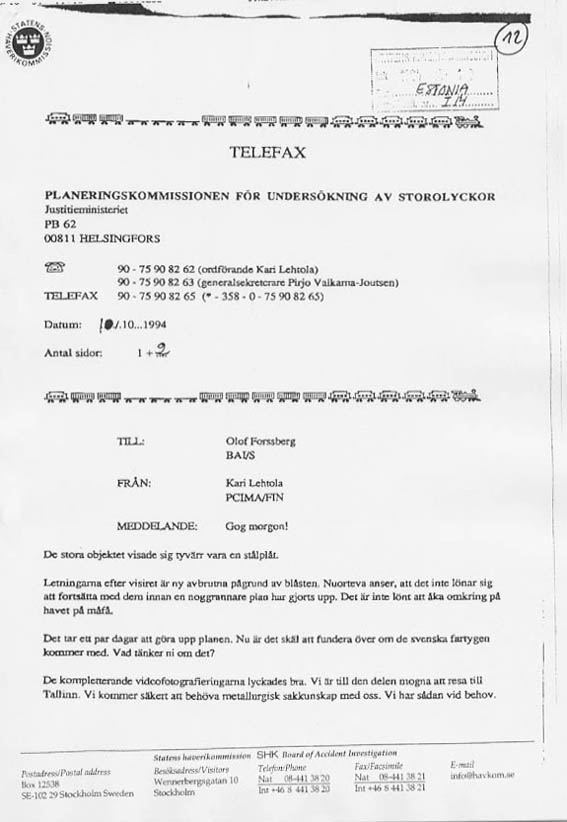 STATENS
HAVERIKOMMISSION
12
ESTONIA
I 14
TELEFAX
PLANERINGSKOMMISSIONEN FÖR UNDERSÖKNING AV STOROLYCKOR
Justitieministeriet
PB 62
00811 HELSINGFORS
90 - 75 90 82 62 (ordförande Kari Lehtola)
90 - 75 90 82 63 (generalsekreterare Pirjo Valkama-Joutsen)
TELEFAX 90 - 75 90 82 65 (* - 358 - 0 - 75 90 82 65)
Datum: 10./.10...1994
Antal sidor: 1 + 2
TILL: Olof Forssberg
BAI/S
FRÅN: Kari Lehtola
PCIMA/FIN
MEDDELANDE: Gog morgon!
De stora objektet visade sig tyvärr vara en stålplåt.
Letningarna efter visiret är ny avbrutna pågrund av blåsten. Nuorteva anser, att det inte lönar sig
att fortsätta med dem innan en noggrannare plan har gjorts upp. Det är inte lönt att åka omkring på
havet på måfå.
Det tar ett par dagar att göra upp planen. Nu är det skäl att fundera över om de svenska fartygen
kommer med. Vad tänker ni om det?
De kompletterande videofotografieringarna lyckades bra. Vi är till den delen mogna att resa till
Tallinn. Vi kommer säkert att behöva metallurgisk sakkunskap med oss. Vi har sådan vid behov.
Statens haverikommission SHK Board of Accident Investigation
Postadress/Postal address Besöksadress/Visitors Telefon/Phone Fax/Facsimile E-mail
Box 12538 Wennerbergsgatan 10 Nat 08-441 38 20 Nat 08-441 38 21 info@havkom.se
SE-102 29 Stockholm Sweden Stockholm Int +46 8 441 38 20 Int +46 8 441 38 21